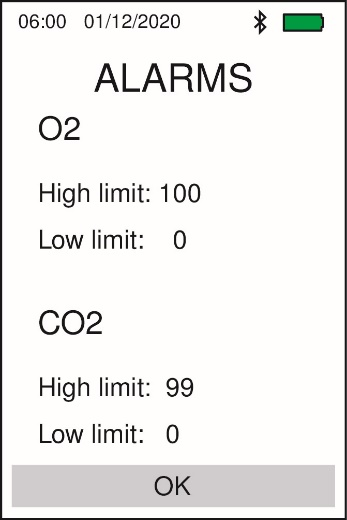 06:00 01/12/2020
ALARMS
O2
High limit: 100
Low limit: 0
CO2
High limit: 99
Low limit: 0
OK